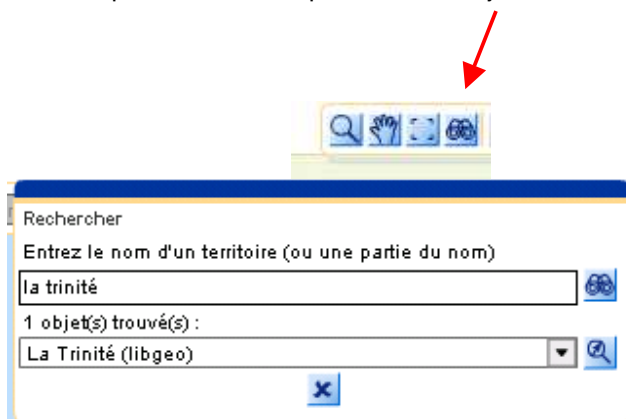 Rechercher
Entrez le nom d'un territoire (ou une partie du nom)
la trinité
1 objet(s) trouvé(s) :
La Trinité (libgeo)